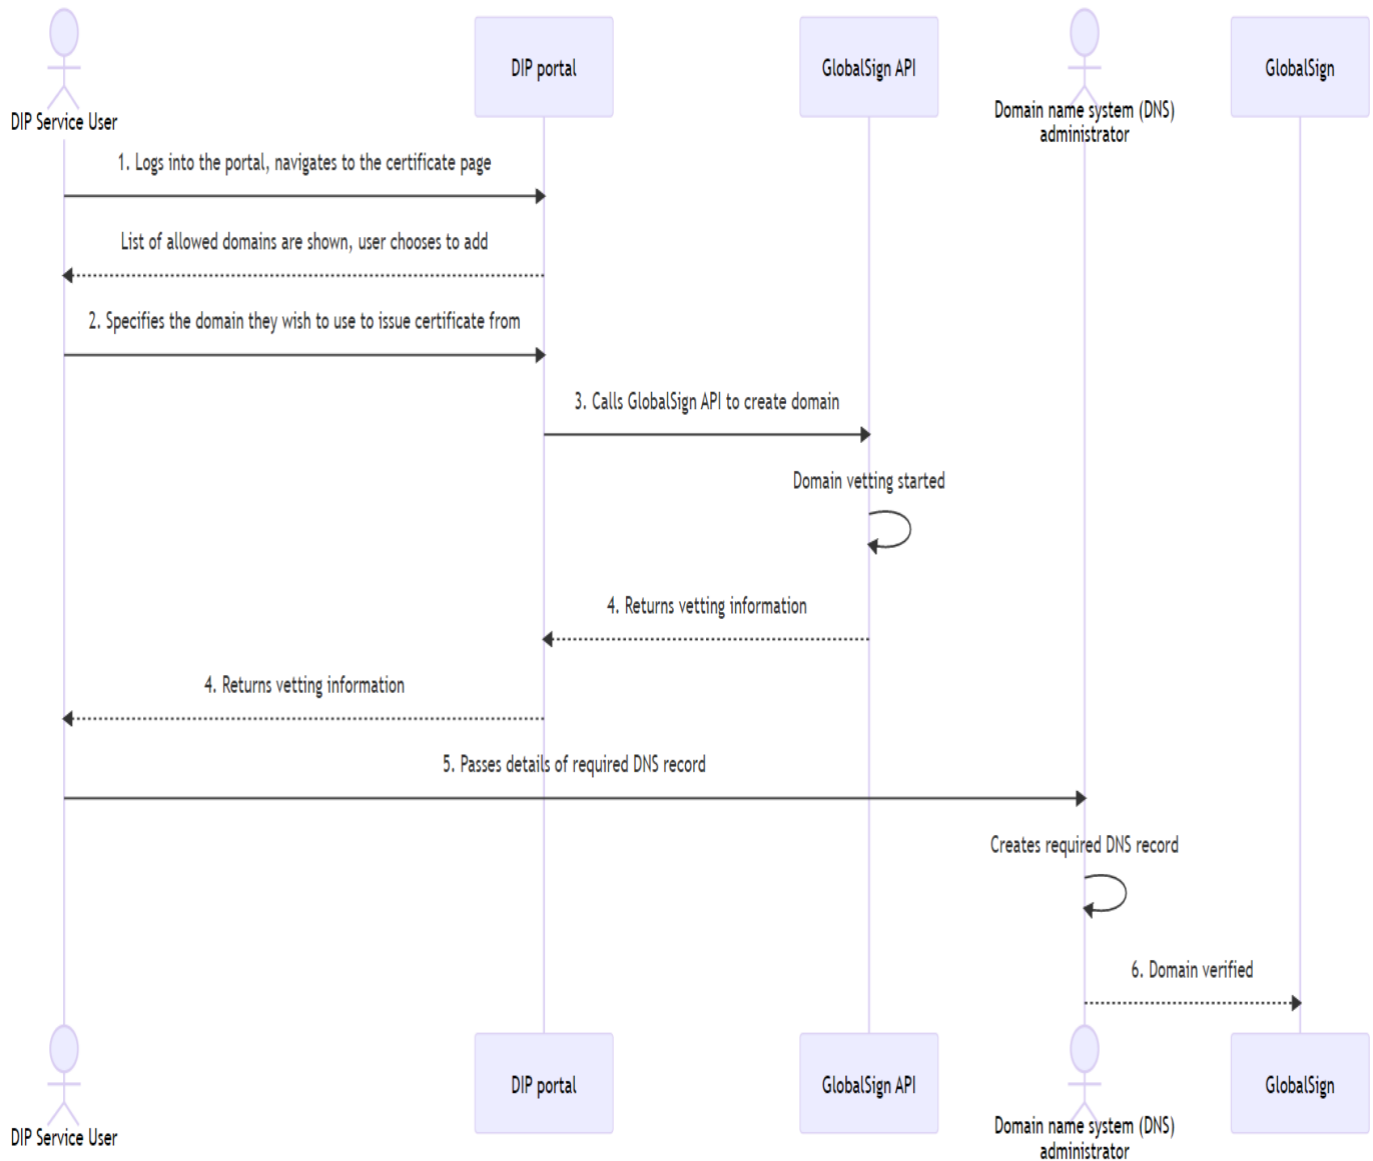 DIP Service User
DIP portal
GlobalSign API
Domain name system (DNS)
administrator
GlobalSign
1. Logs into the portal, navigates to the certificate page
List of allowed domains are shown, user chooses to add
2. Specifies the domain they wish to use to issue certificate from
3. Calls GlobalSign API to create domain
Domain vetting started
4. Returns vetting information
4. Returns vetting information
5. Passes details of required DNS record
Creates required DNS record
6. Domain verified
DIP Service User
DIP portal
GlobalSign API
Domain name system (DNS)
administrator
GlobalSign